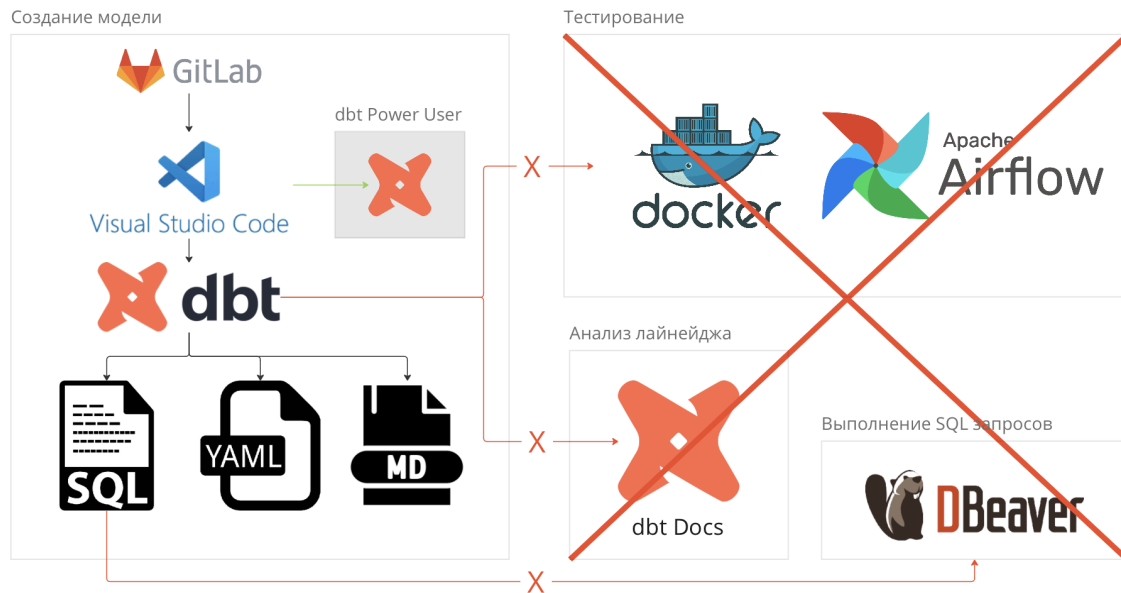 Создание модели
GitLab
dbt Power User
Visual Studio Code
dbt
SQL
YAML
MD
X
Тестирование
docker
Apache
Airflow
X
Анализ лайнейджа
dbt Docs
Выполнение SQL запросов
DBeaver
X